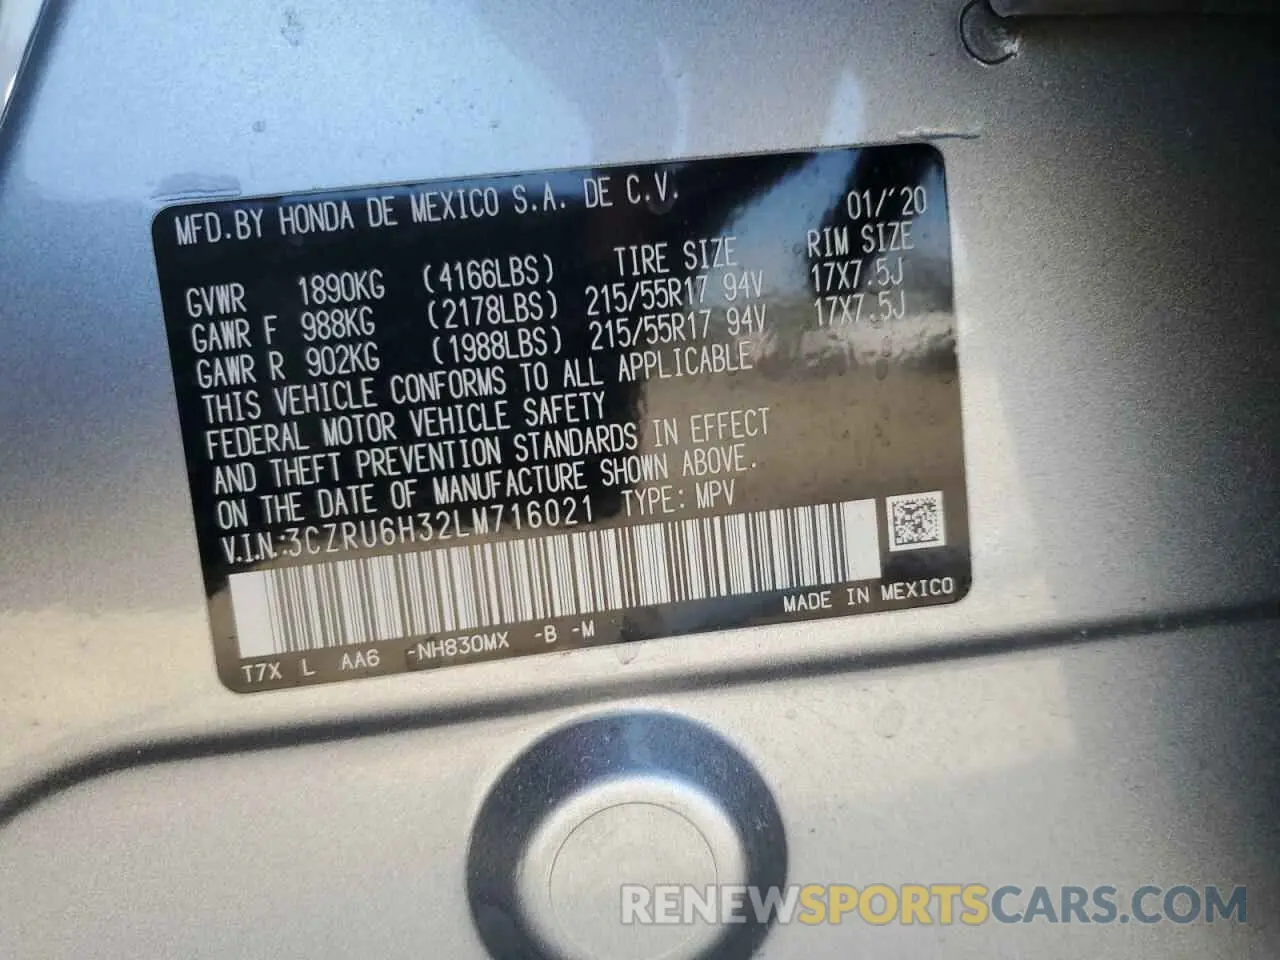 MFD.BY HONDA DE MEXICO S.A. DE C.V. 01/'20
TIRE SIZE RIM SIZE
GVWR 1890KG (4166LBS)
GAWR F 988KG (2178LBS) 215/55R17 94V 17X7.5J
GAWR R 902KG (1988LBS) 215/55R17 94V 17X7.5J
THIS VEHICLE CONFORMS TO ALL APPLICABLE
FEDERAL MOTOR VEHICLE SAFETY
AND THEFT PREVENTION STANDARDS IN EFFECT
ON THE DATE OF MANUFACTURE SHOWN ABOVE.
V.I.N.:3CZRU6H32LM716021 TYPE: MPV
MADE IN MEXICO
T7X L AA6 -NH830MX -B -M
RENEWSPORTSCARS.COM